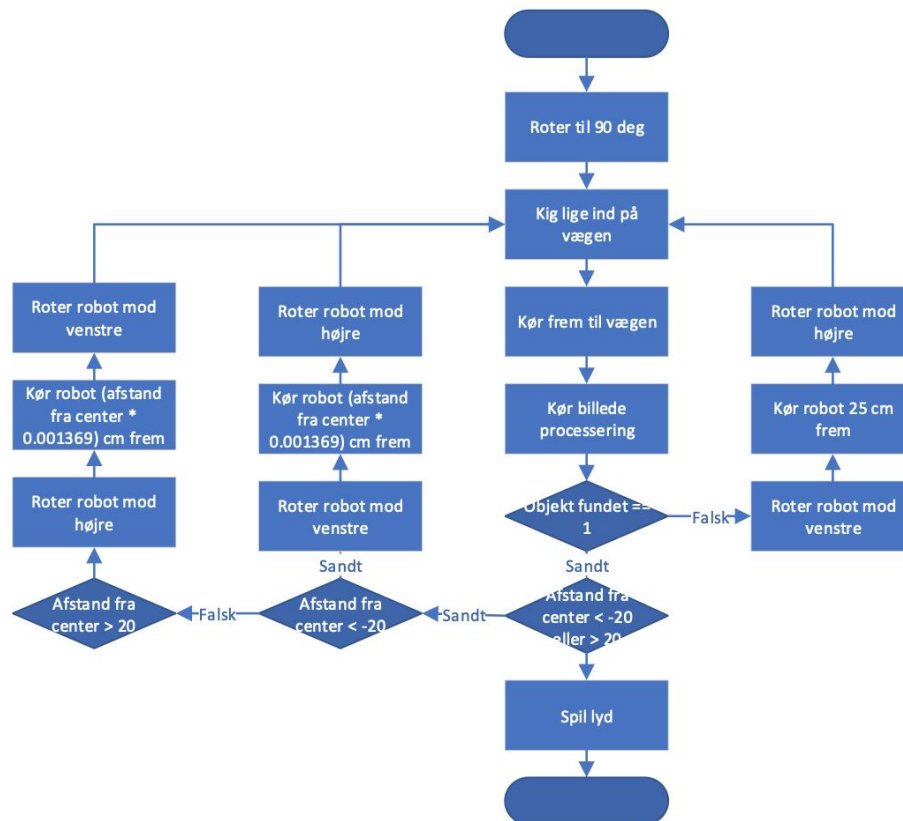 Roter til 90 deg
Kig lige ind på
vægen
Roter robot mod
venstre
Roter robot mod
højre
Kør frem til vægen
Roter robot mod
højre
Kør robot (afstand
fra center *
0.001369) cm frem
Kør robot (afstand
fra center *
0.001369) cm frem
Kør billede
processering
Kør robot 25 cm
frem
Roter robot mod
højre
Roter robot mod
venstre
Objekt fundet ==
1
Falsk
Roter robot mod
venstre
Sandt
Sandt
Afstand fra
center > 20
Falsk
Afstand fra
center < -20
Sandt
Afstand fra
center < -20
eller > 20
Spil lyd